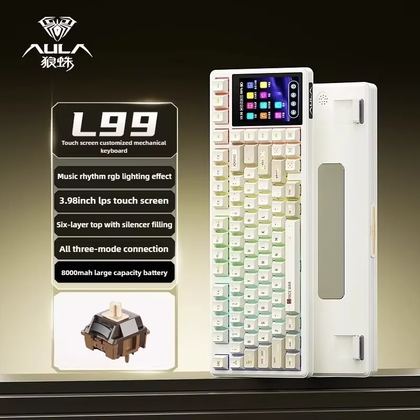 AULA
狼蛛
L99
Touch screen customized mechanical
keyboard
Music rhythm rgb lighting effect
3.98inch lps touch screen
Six-layer top with silencer filling
All three-mode connection
8000mah large capacity battery